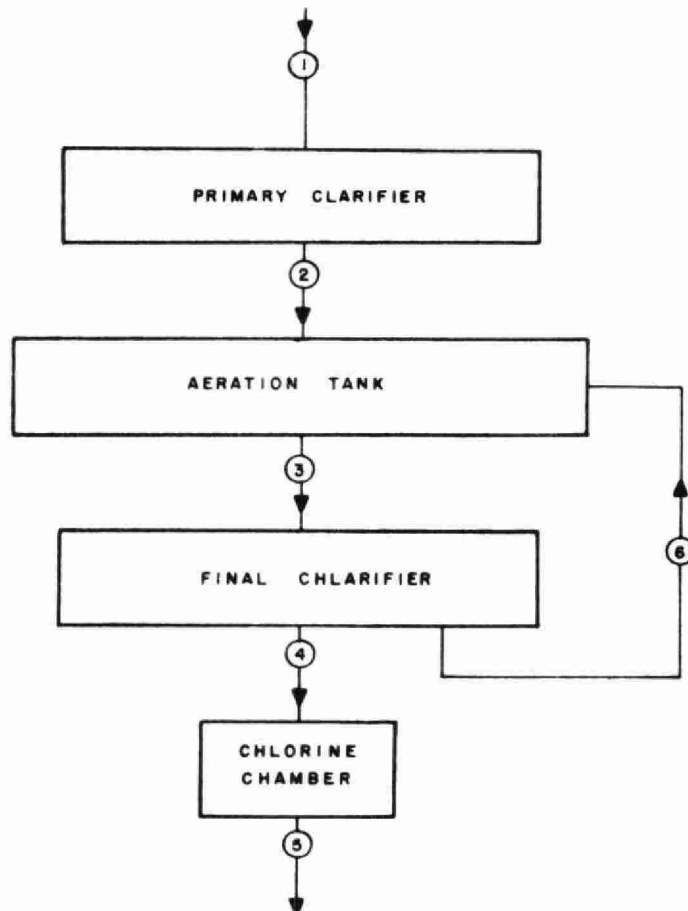 1
PRIMARY CLARIFIER
2
AERATION TANK
3
FINAL CHLARIFIER
6
4
CHLORINE
CHAMBER
5